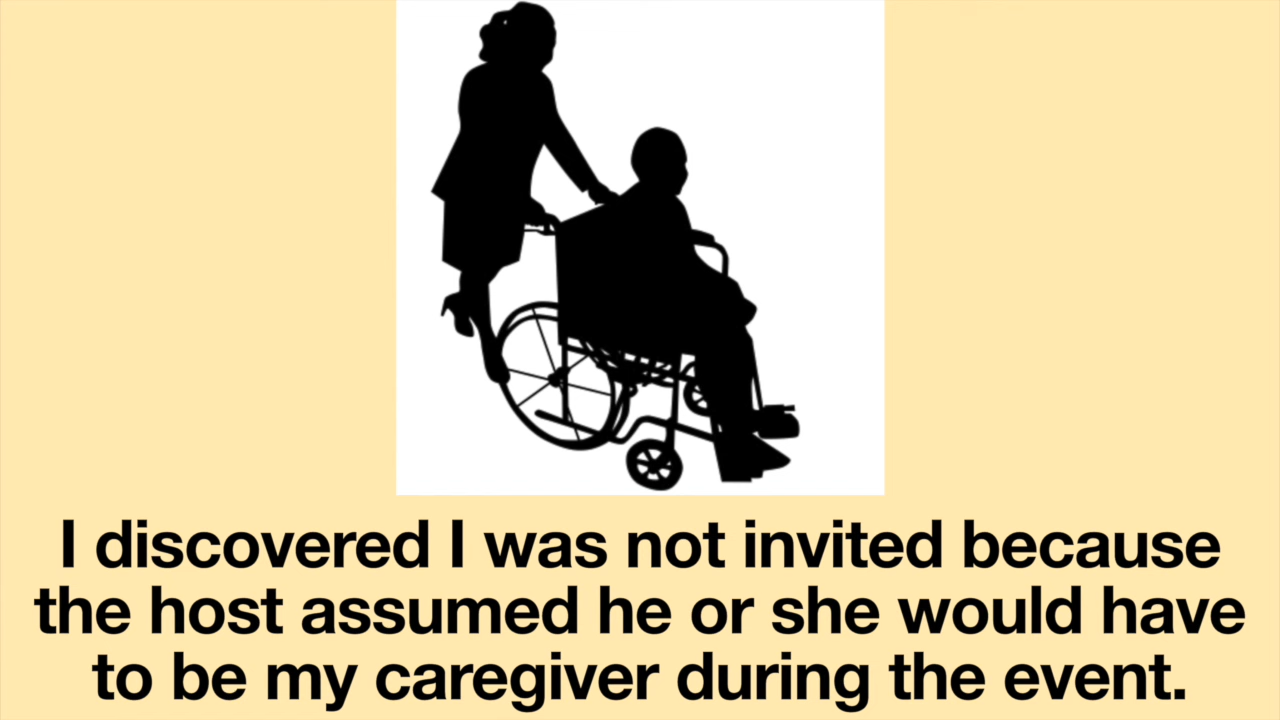 I discovered I was not invited because
the host assumed he or she would have
to be my caregiver during the event.